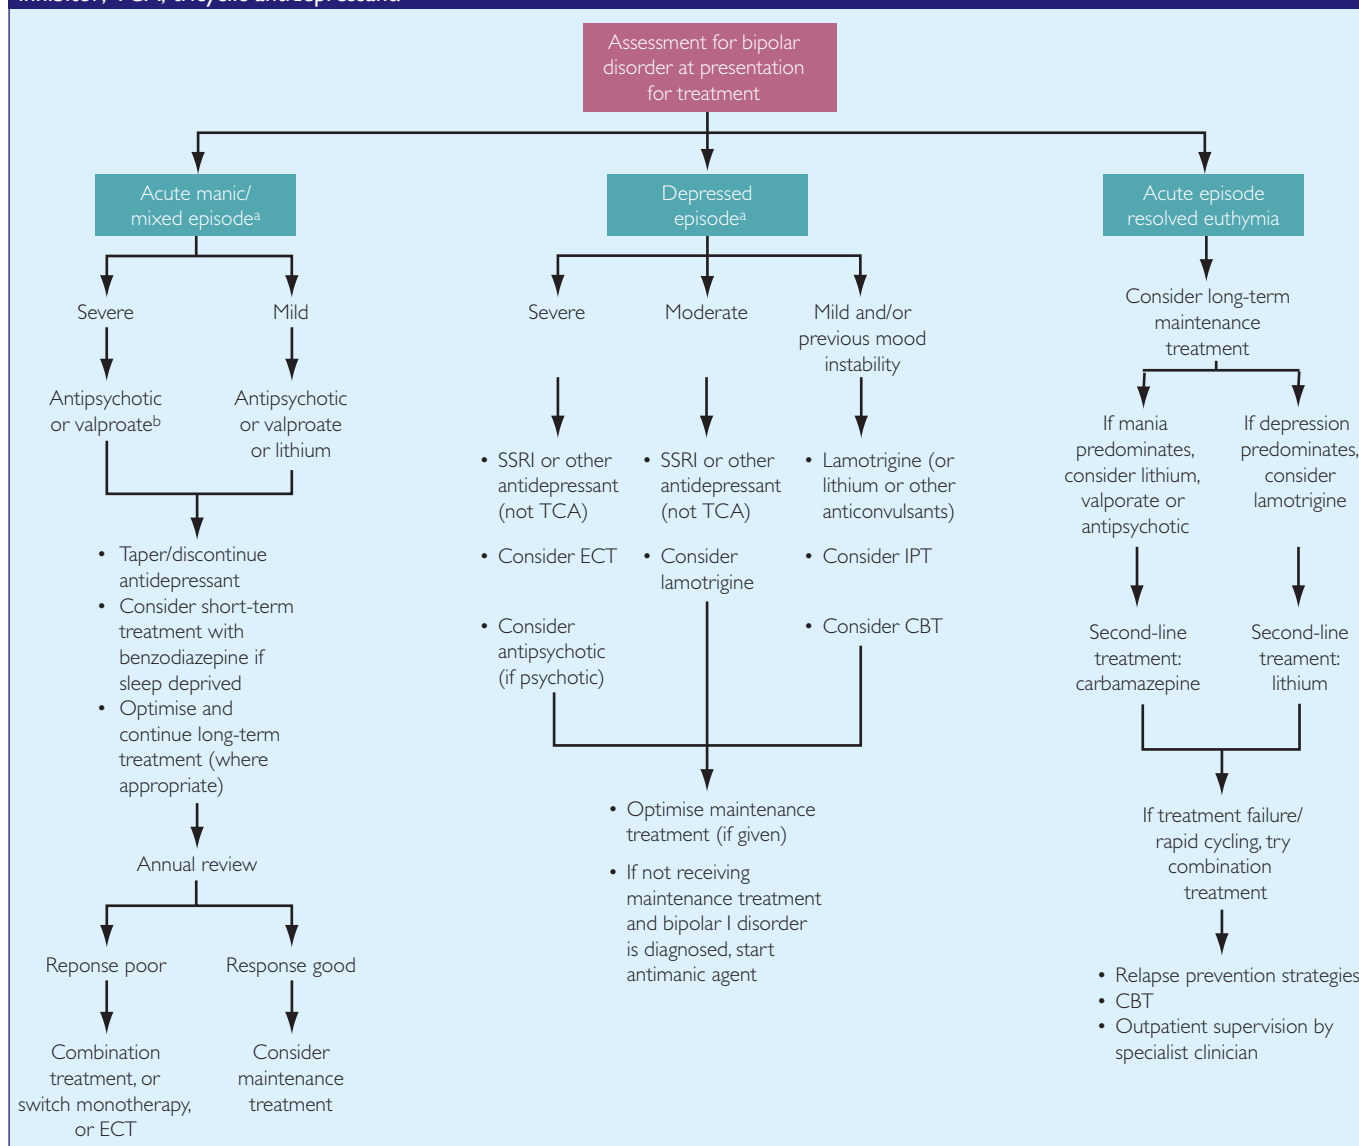 Assessment for bipolar
disorder at presentation
for treatment
Acute manic/
mixed episodeᵃ
Depressed
episodeᵃ
Acute episode
resolved euthymia
Severe
Mild
Severe
Moderate
Mild and/or
previous mood
instability
Consider long-term
maintenance
treatment
Antipsychotic
or valproateᵇ
Antipsychotic
or valproate
or lithium
• Taper/discontinue
antidepressant
• Consider short-term
treatment with
benzodiazepine if
sleep deprived
• Optimise and
continue long-term
treatment (where
appropriate)
Annual review
Reponse poor
Response good
Combination
treatment, or
switch monotherapy,
or ECT
Consider
maintenance
treatment
• SSRI or other
antidepressant
(not TCA)
• Consider ECT
• Consider
antipsychotic
(if psychotic)
• SSRI or other
antidepressant
(not TCA)
• Consider
lamotrigine
• Lamotrigine (or
lithium or other
anticonvulsants)
• Consider IPT
• Consider CBT
• Optimise maintenance
treatment (if given)
• If not receiving
maintenance treatment
and bipolar I disorder
is diagnosed, start
antimanic agent
If mania
predominates,
consider lithium,
valporate or
antipsychotic
If depression
predominates,
consider
lamotrigine
Second-line
treatment:
carbamazepine
Second-line
treament:
lithium
If treatment failure/
rapid cycling, try
combination
treatment
• Relapse prevention strategies
• CBT
• Outpatient supervision by
specialist clinician